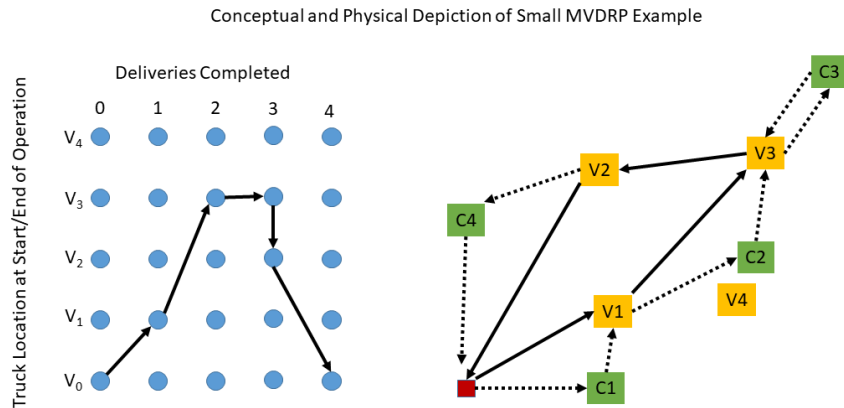 Conceptual and Physical Depiction of Small MVDRP Example
Truck Location at Start/End of Operation
Deliveries Completed
0 1 2 3 4
V4
V3
V2
V1
V0
C3
V3
V2
C4
C2
V4
V1
C1